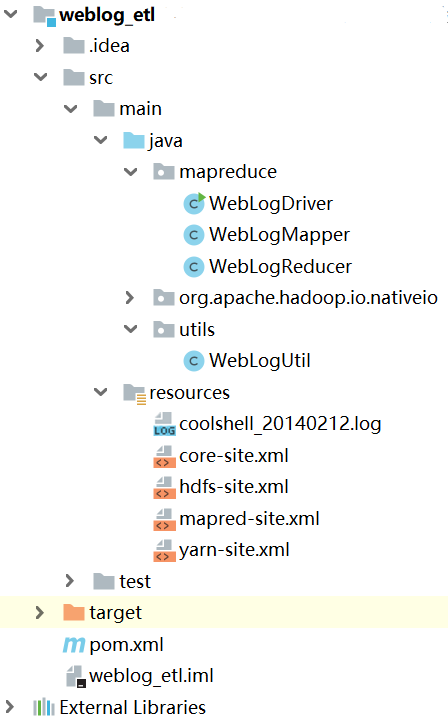 weblog_etl
.idea
src
main
java
mapreduce
WebLogDriver
WebLogMapper
WebLogReducer
org.apache.hadoop.io.nativeio
utils
WebLogUtil
resources
coolshell_20140212.log
core-site.xml
hdfs-site.xml
mapred-site.xml
yarn-site.xml
test
target
pom.xml
weblog_etl.iml
External Libraries